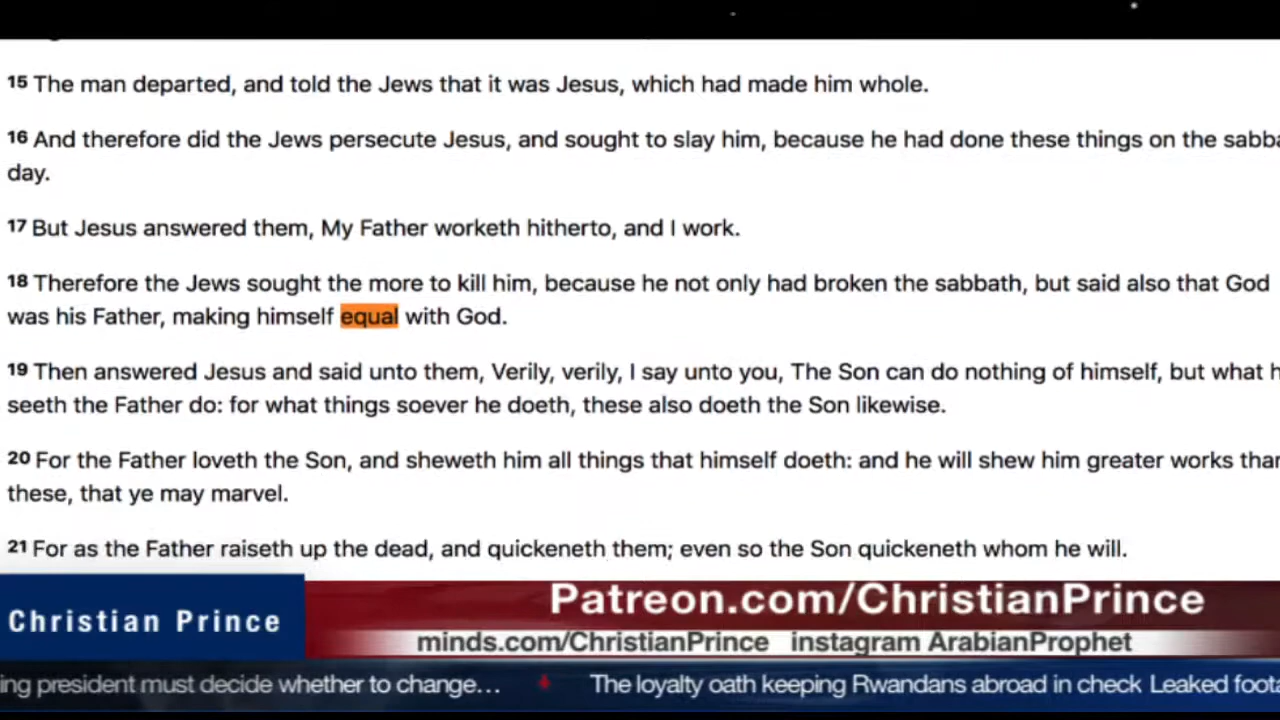 15 The man departed, and told the Jews that it was Jesus, which had made him whole.
16 And therefore did the Jews persecute Jesus, and sought to slay him, because he had done these things on the sabba
day.
17 But Jesus answered them, My Father worketh hitherto, and I work.
18 Therefore the Jews sought the more to kill him, because he not only had broken the sabbath, but said also that God
was his Father, making himself equal with God.
19 Then answered Jesus and said unto them, Verily, verily, I say unto you, The Son can do nothing of himself, but what h
seeth the Father do: for what things soever he doeth, these also doeth the Son likewise.
20 For the Father loveth the Son, and sheweth him all things that himself doeth: and he will shew him greater works than
these, that ye may marvel.
21 For as the Father raiseth up the dead, and quickeneth them; even so the Son quickeneth whom he will.
Christian Prince
Patreon.com/ChristianPrince
minds.com/ChristianPrince instagram ArabianProphet
ing president must decide whether to change... The loyalty oath keeping Rwandans abroad in check Leaked foota